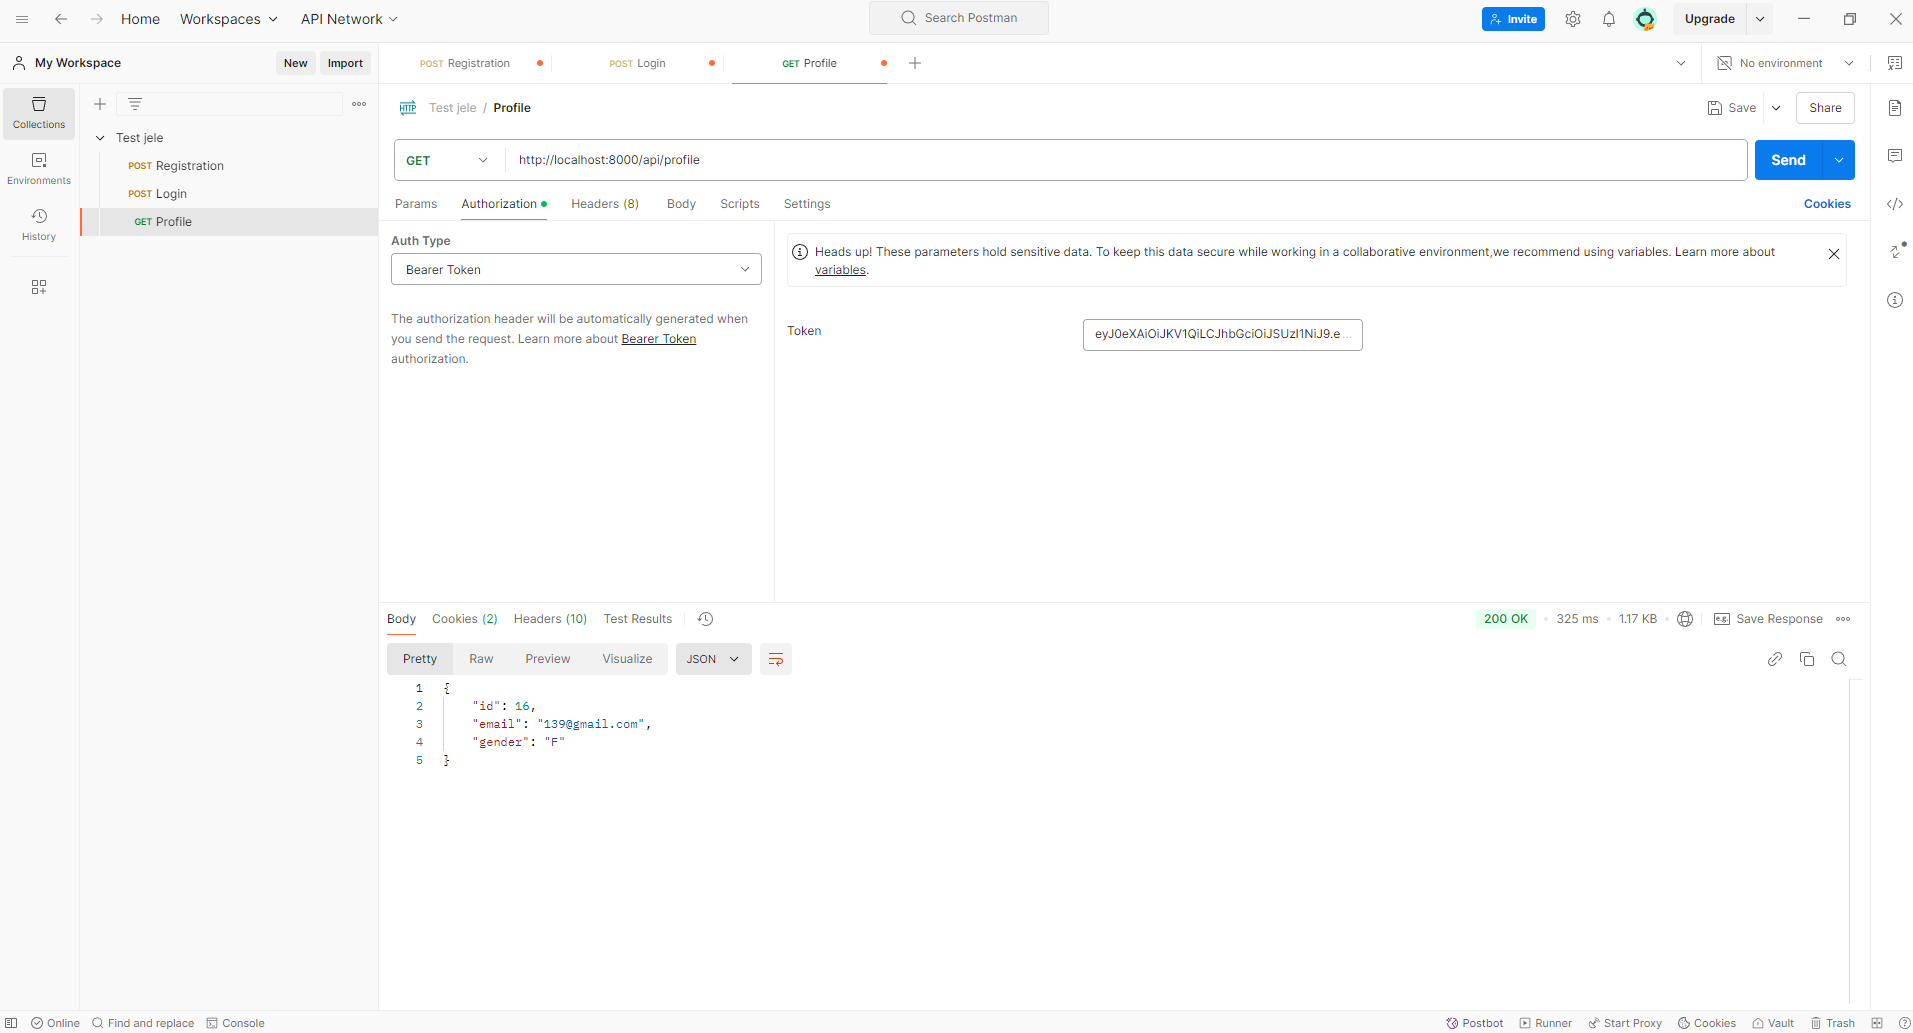 Home Workspaces API Network Search Postman Invite Upgrade
My Workspace New Import POST Registration POST Login GET Profile No environment
Collections
Environments
History
Test jele
POST Registration
POST Login
GET Profile
HTTP Test jele / Profile Save Share
GET http://localhost:8000/api/profile Send
Params Authorization Headers (8) Body Scripts Settings Cookies
Auth Type
Bearer Token
The authorization header will be automatically generated when
you send the request. Learn more about Bearer Token
authorization.
Heads up! These parameters hold sensitive data. To keep this data secure while working in a collaborative environment,we recommend using variables. Learn more about
variables.
Token eyJ0eXAiOiJKV1QiLCJhbGciOiJSUzI1NiJ9.e...
Body Cookies (2) Headers (10) Test Results 200 OK 325 ms 1.17 KB e.g. Save Response
Pretty Raw Preview Visualize JSON
1 {
2 "id": 16,
3 "email": "139@gmail.com",
4 "gender": "F"
5 }
Online Find and replace Console Postbot Runner Start Proxy Cookies Vault Trash